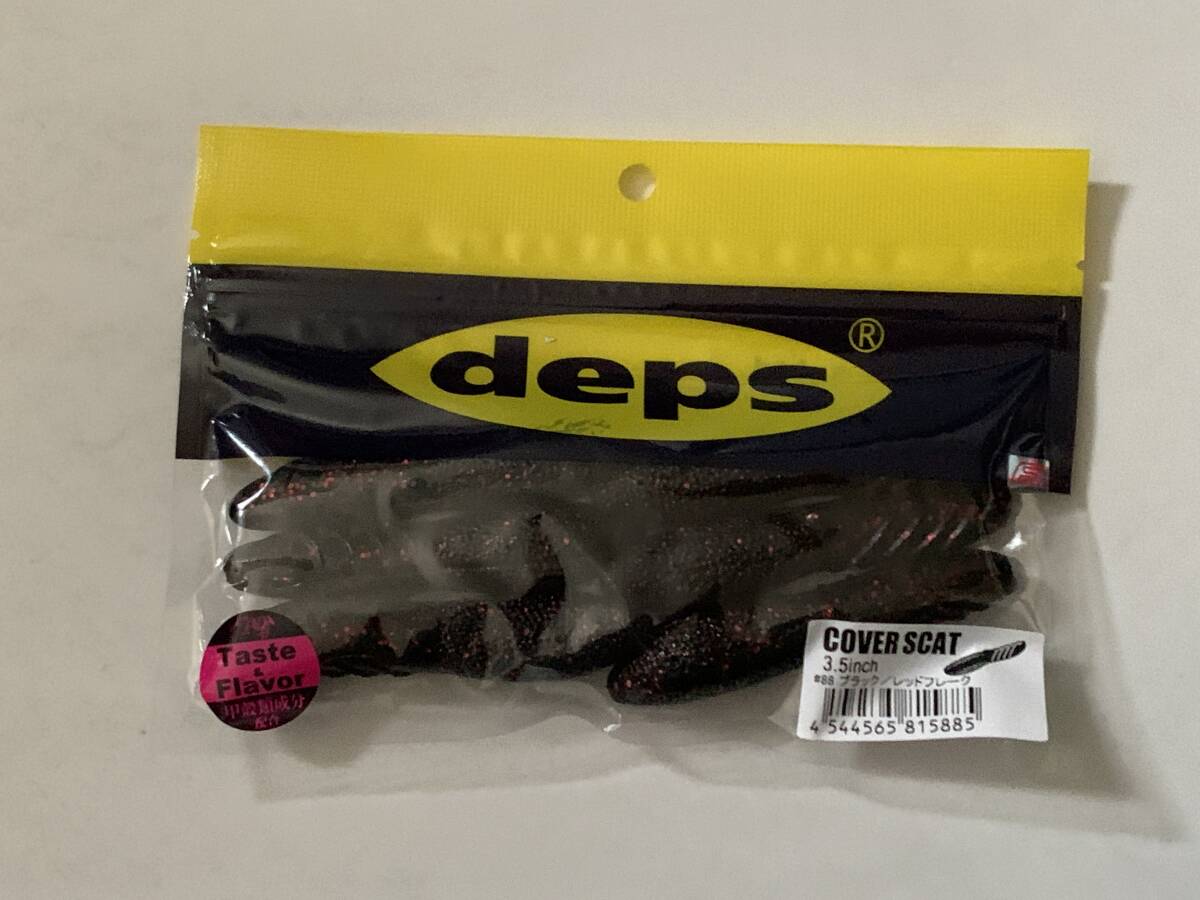 deps®
Taste
&
Flavor
甲殻類成分
配合
COVER SCAT
3.5inch
#88 ブラック/レッドフレーク
4 544565 815885